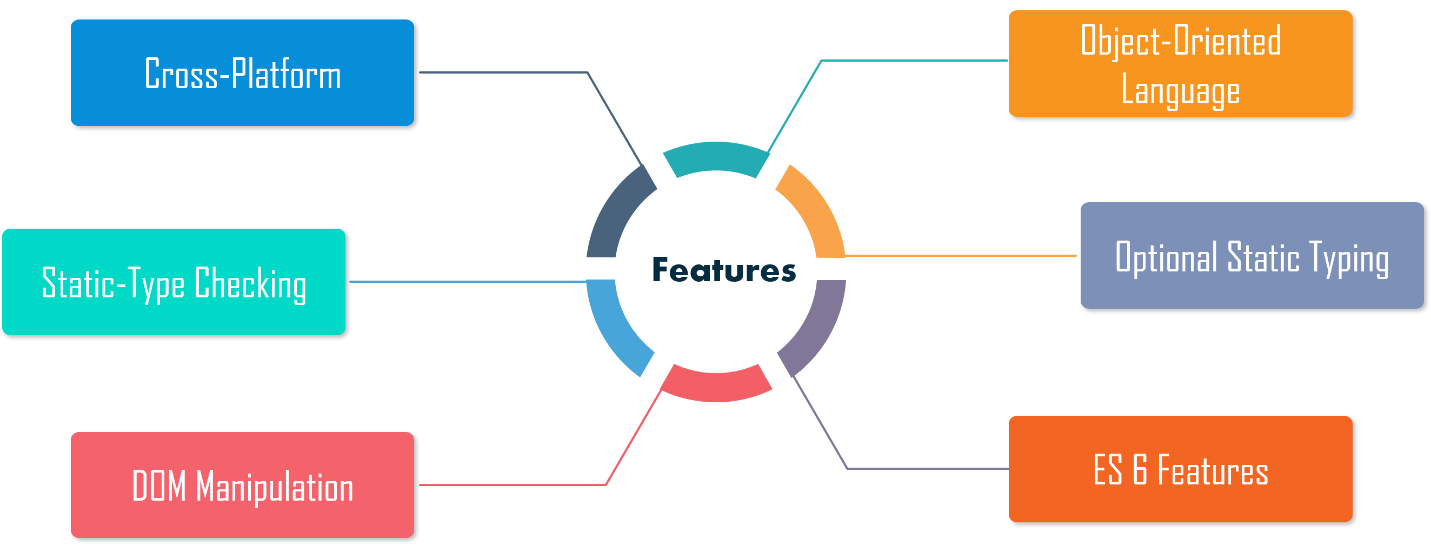 Cross-Platform
Object-Oriented
Language
Static-Type Checking
Features
Optional Static Typing
DOM Manipulation
ES 6 Features